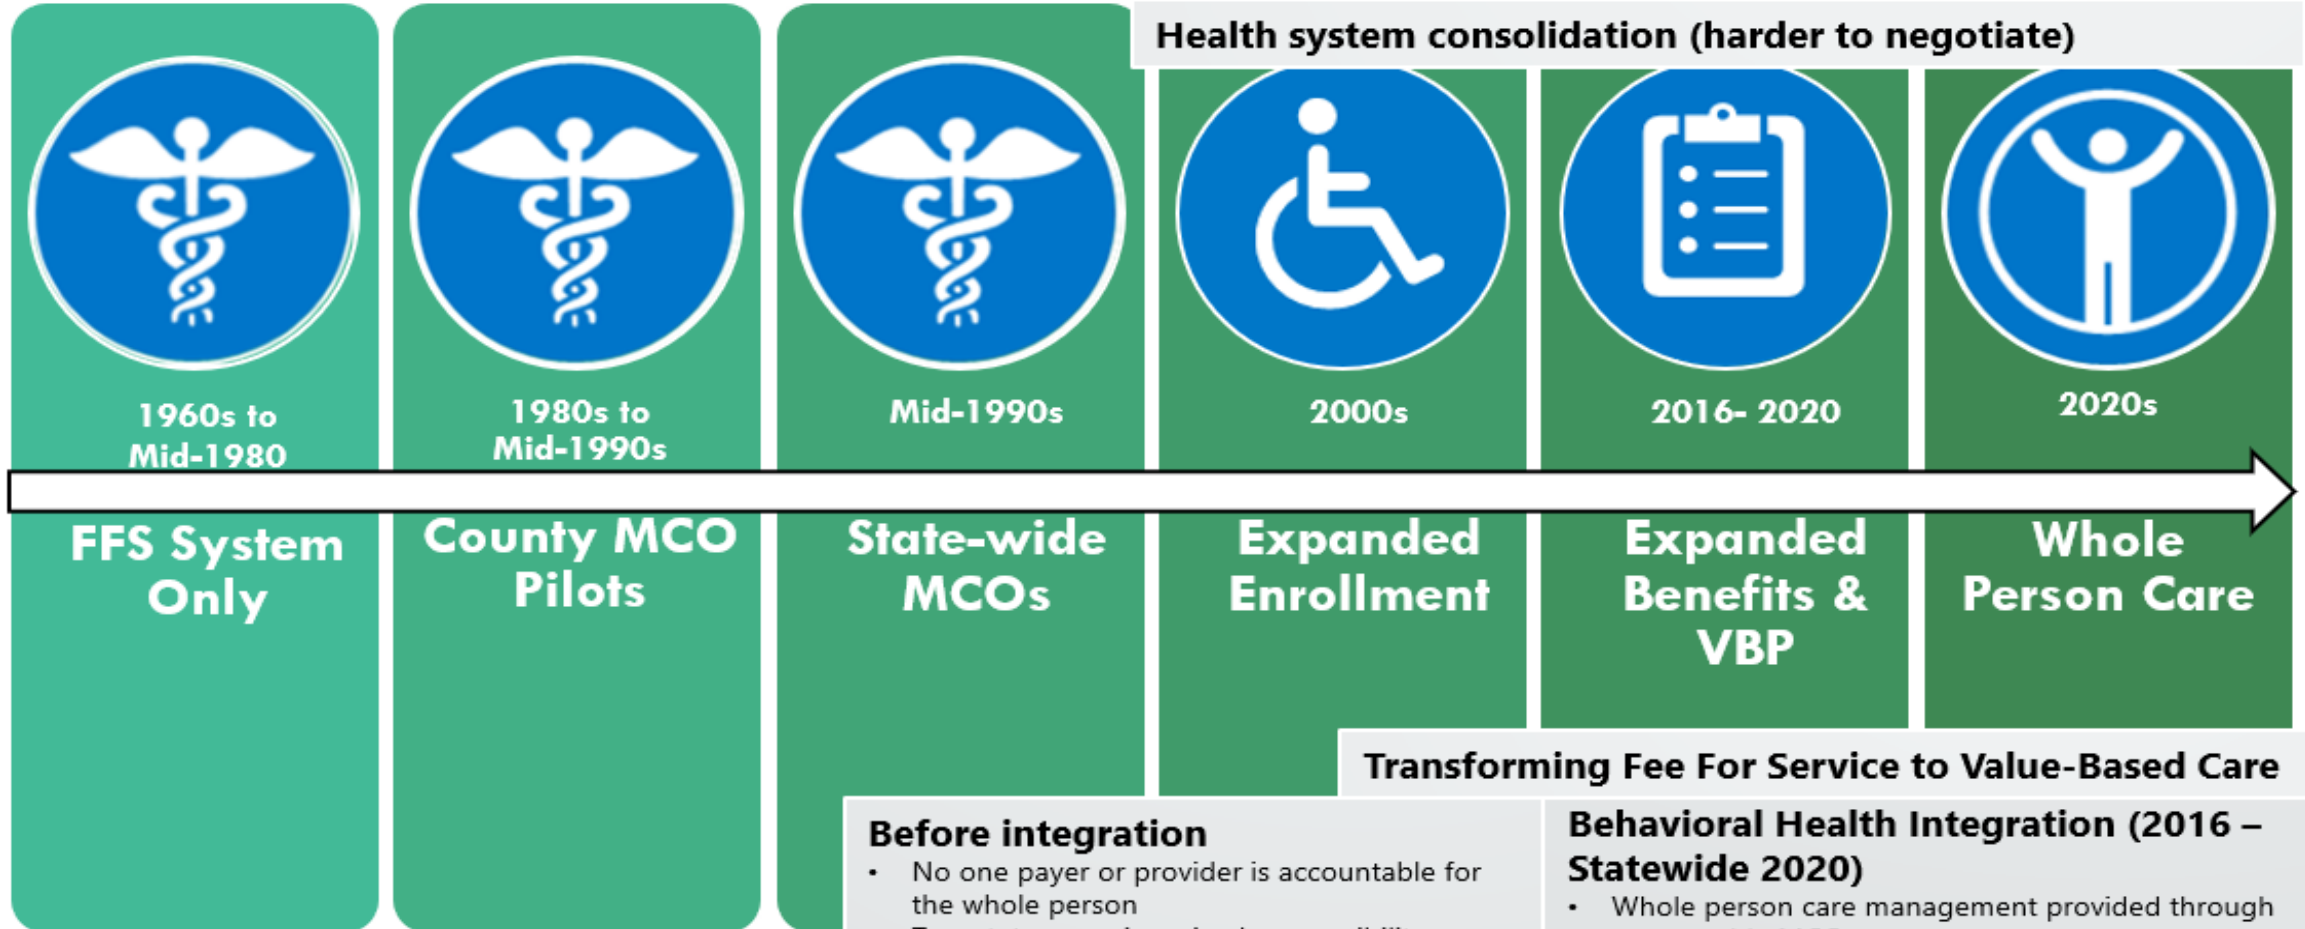 Health system consolidation (harder to negotiate)
1960s to
Mid-1980
1980s to
Mid-1990s
Mid-1990s
2000s
2016- 2020
2020s
FFS System
Only
County MCO
Pilots
State-wide
MCOs
Expanded
Enrollment
Expanded
Benefits &
VBP
Whole
Person Care
Transforming Fee For Service to Value-Based Care
Before integration
• No one payer or provider is accountable for
the whole person
Behavioral Health Integration (2016 –
Statewide 2020)
• Whole person care management provided through